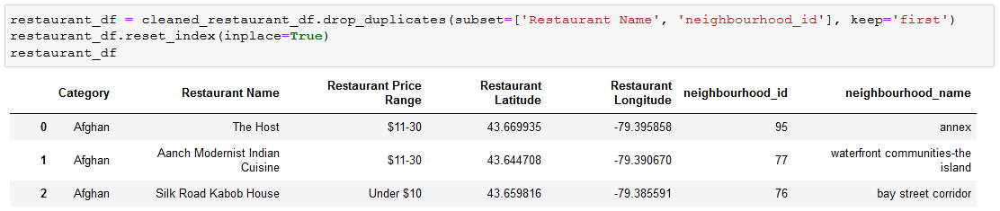 restaurant_df = cleaned_restaurant_df.drop_duplicates(subset=['Restaurant Name', 'neighbourhood_id'], keep='first')
restaurant_df.reset_index(inplace=True)
restaurant_df
Category Restaurant Name Restaurant Price Range Restaurant Latitude Restaurant Longitude neighbourhood_id neighbourhood_name
0 Afghan The Host $11-30 43.669935 -79.395858 95 annex
1 Afghan Aanch Modernist Indian Cuisine $11-30 43.644708 -79.390670 77 waterfront communities-the island
2 Afghan Silk Road Kabob House Under $10 43.659816 -79.385591 76 bay street corridor